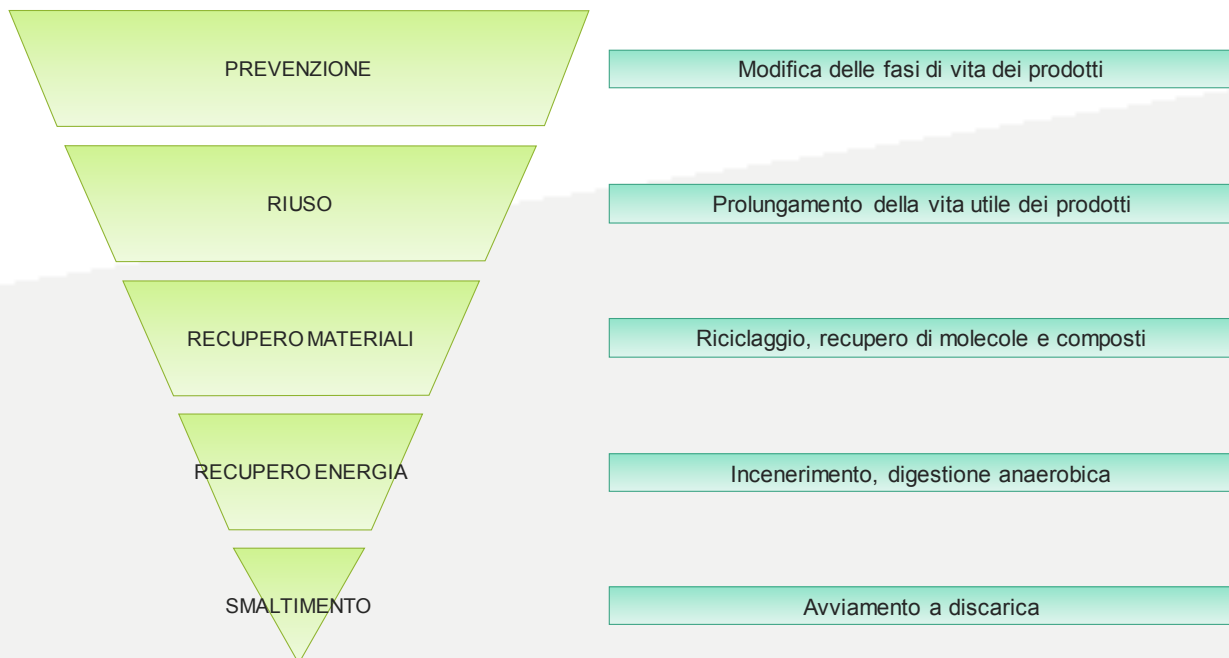 PREVENZIONE
Modifica delle fasi di vita dei prodotti
RIUSO
Prolungamento della vita utile dei prodotti
RECUPERO MATERIALI
Riciclaggio, recupero di molecole e composti
RECUPERO ENERGIA
Incenerimento, digestione anaerobica
SMALTIMENTO
Avviamento a discarica